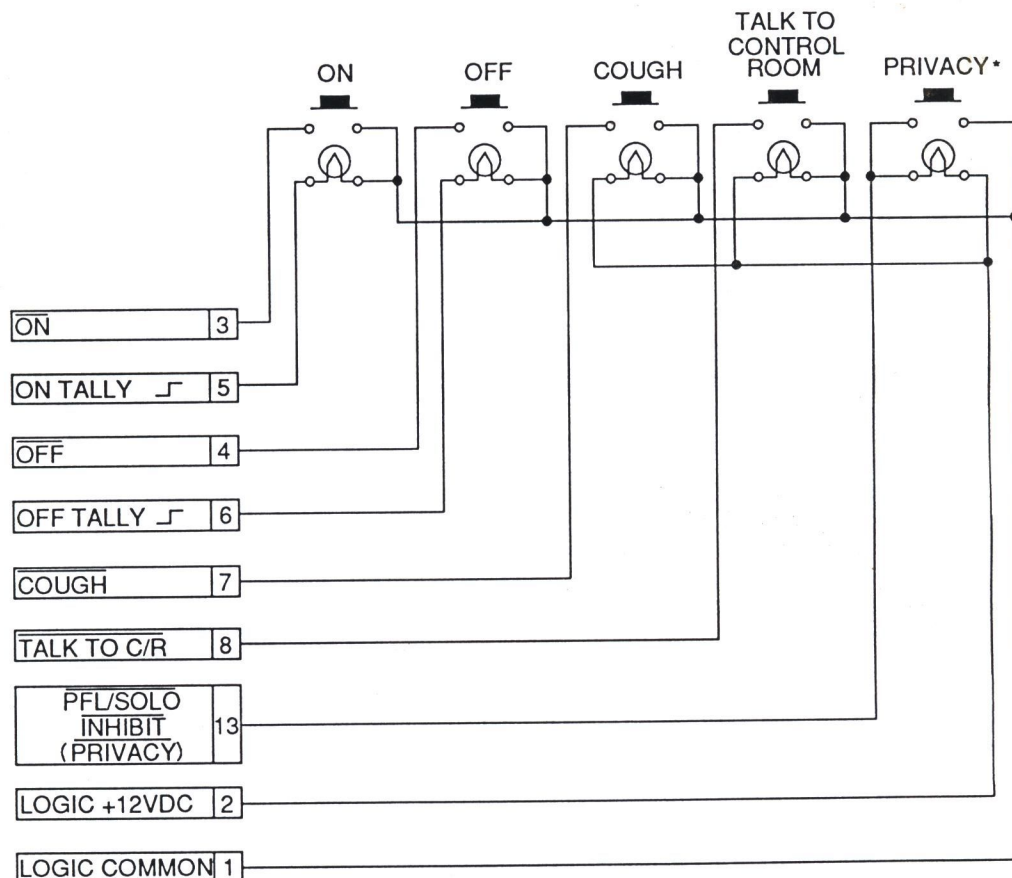 TALK TO
CONTROL
ROOM
ON
OFF
COUGH
PRIVACY*
ON 3
ON TALLY 5
OFF 4
OFF TALLY 6
COUGH 7
TALK TO C/R 8
PFL/SOLO
INHIBIT
(PRIVACY)
13
LOGIC +12VDC 2
LOGIC COMMON 1